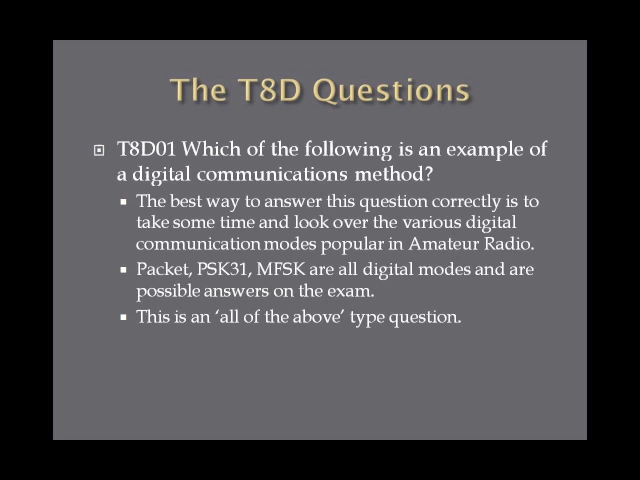 The T8D Questions
T8D01 Which of the following is an example of
a digital communications method?
The best way to answer this question correctly is to
take some time and look over the various digital
communication modes popular in Amateur Radio.
Packet, PSK31, MFSK are all digital modes and are
possible answers on the exam.
This is an ‘all of the above’ type question.